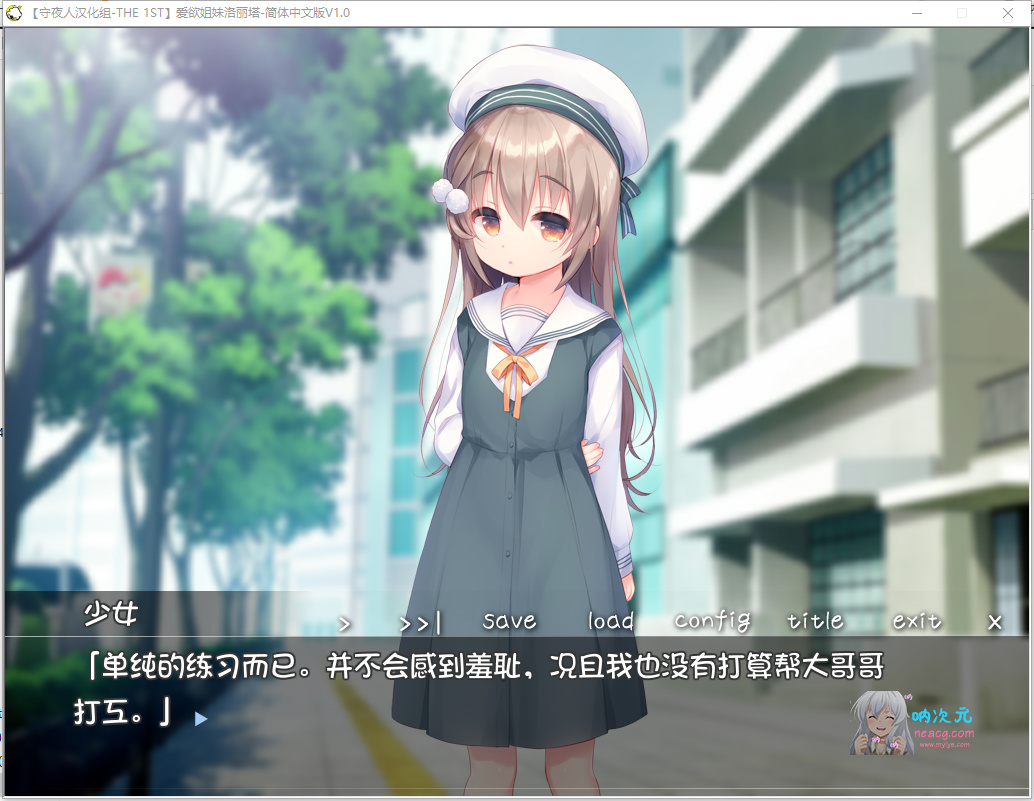 【守夜人汉化组-THE 1ST】爱欲姐妹洛丽塔-简体中文版V1.0
少女
> >>| save load config title exit x
「单纯的练习而已。并不会感到羞耻，况且我也没有打算帮大哥哥
打工。」
呐次元
neacg.com